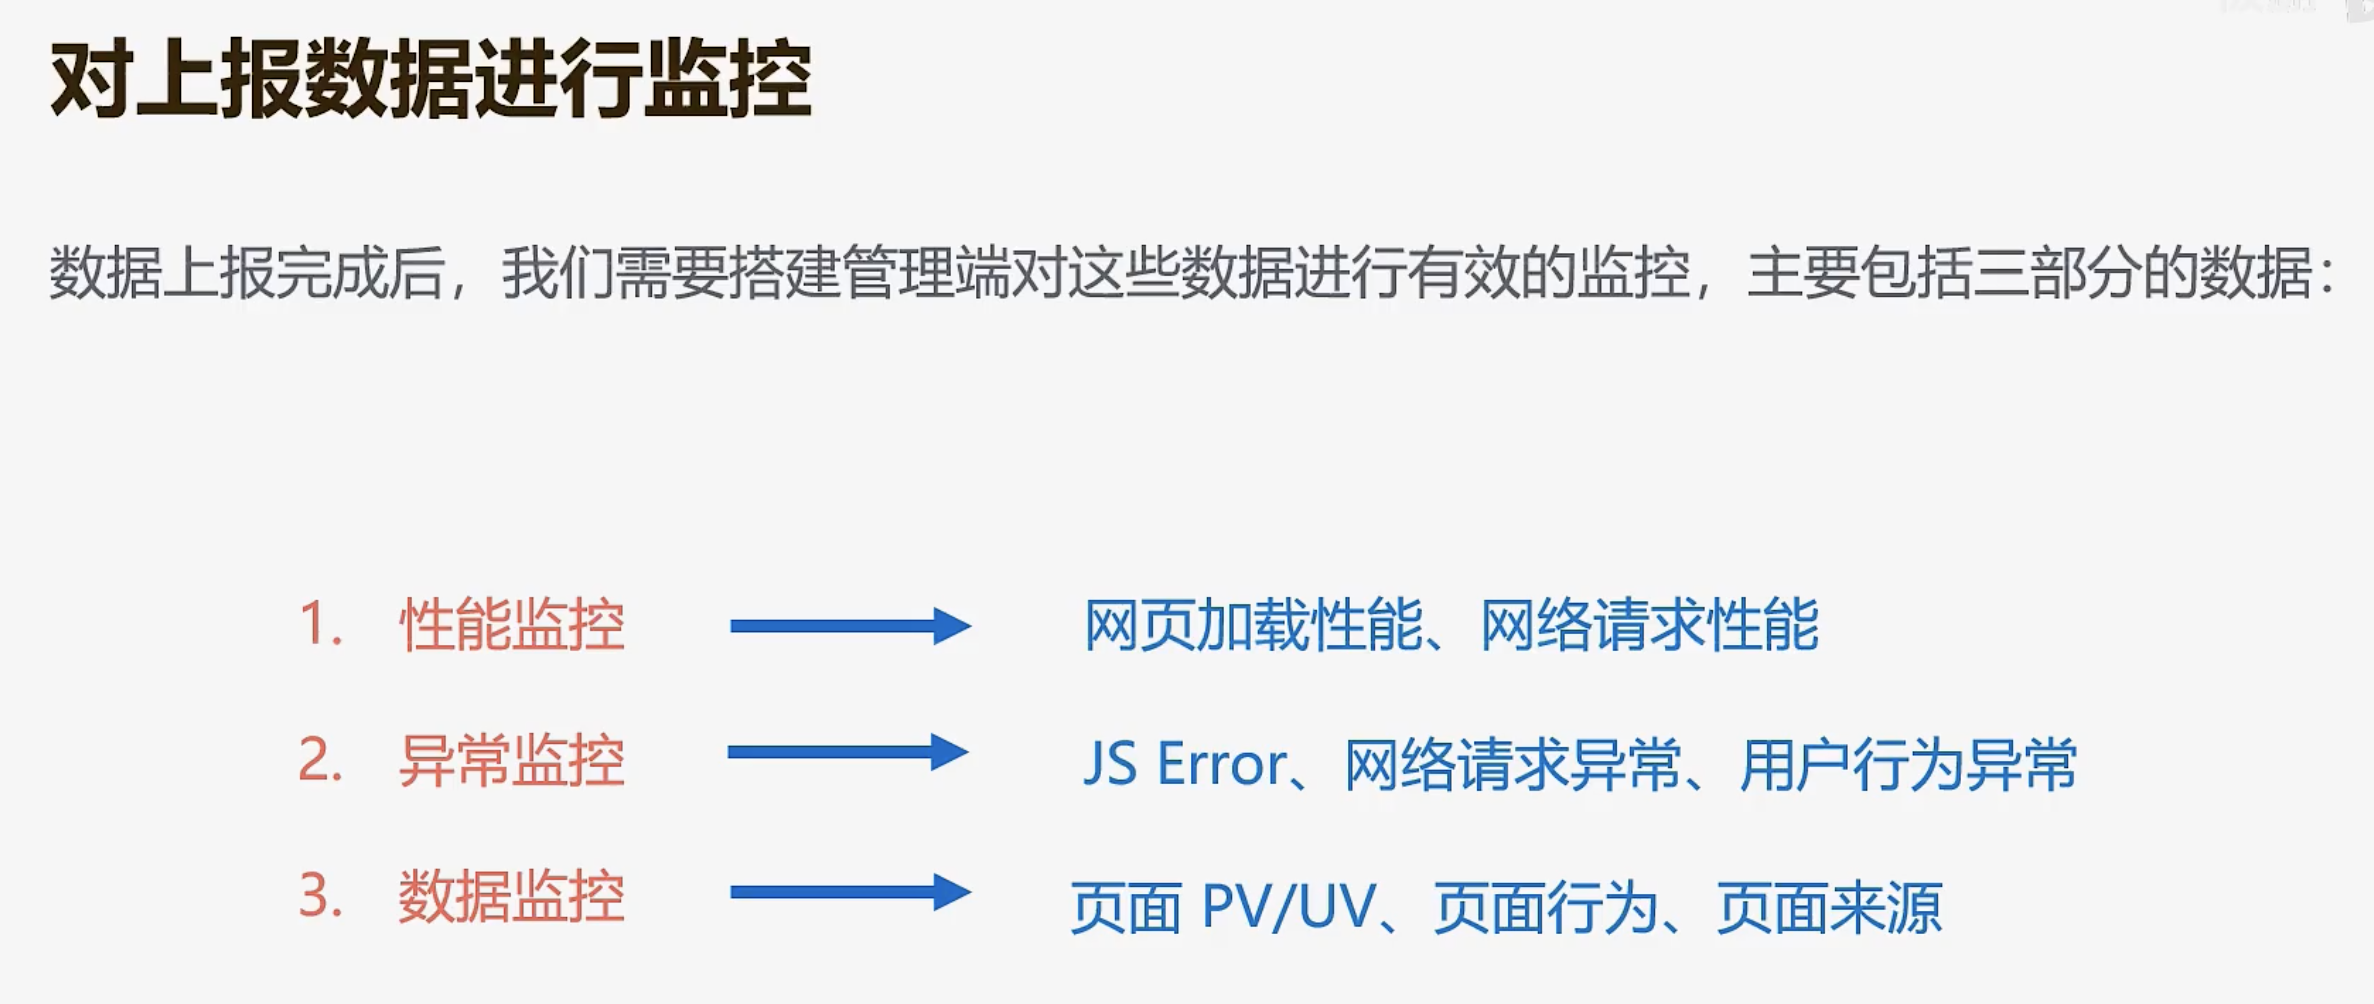 对上报数据进行监控
数据上报完成后，我们需要搭建管理端对这些数据进行有效的监控，主要包括三部分的数据：
1. 性能监控 网页加载性能、网络请求性能
2. 异常监控 JS Error、网络请求异常、用户行为异常
3. 数据监控 页面 PV/UV、页面行为、页面来源